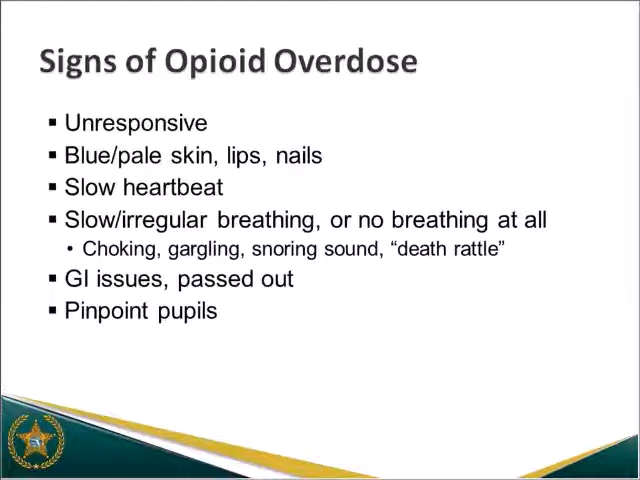 Signs of Opioid Overdose
▪ Unresponsive
▪ Blue/pale skin, lips, nails
▪ Slow heartbeat
▪ Slow/irregular breathing, or no breathing at all
• Choking, gargling, snoring sound, “death rattle”
▪ GI issues, passed out
▪ Pinpoint pupils